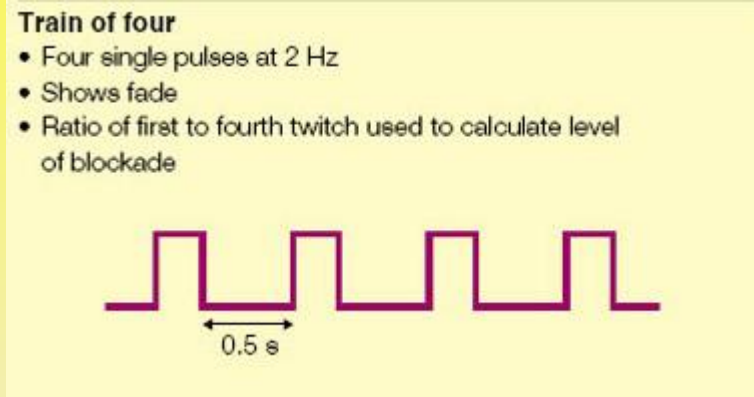 Train of four
• Four single pulses at 2 Hz
• Shows fade
• Ratio of first to fourth twitch used to calculate level
of blockade
0.5 s